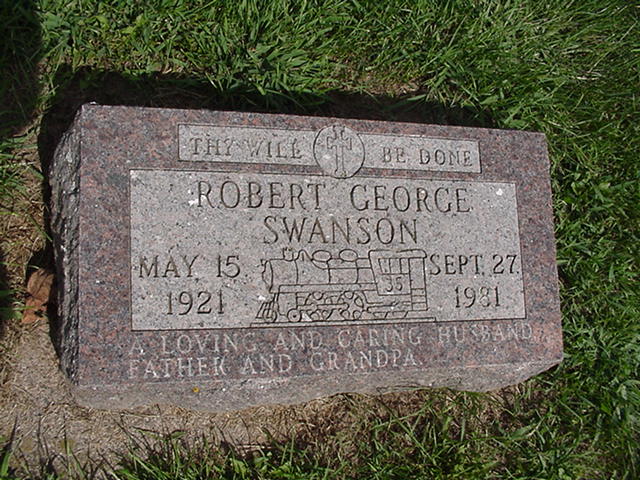 THY WILL BE DONE
ROBERT GEORGE
SWANSON
MAY 15 SEPT. 27
1921 1981
35
A LOVING AND CARING HUSBAND
FATHER AND GRANDPA.